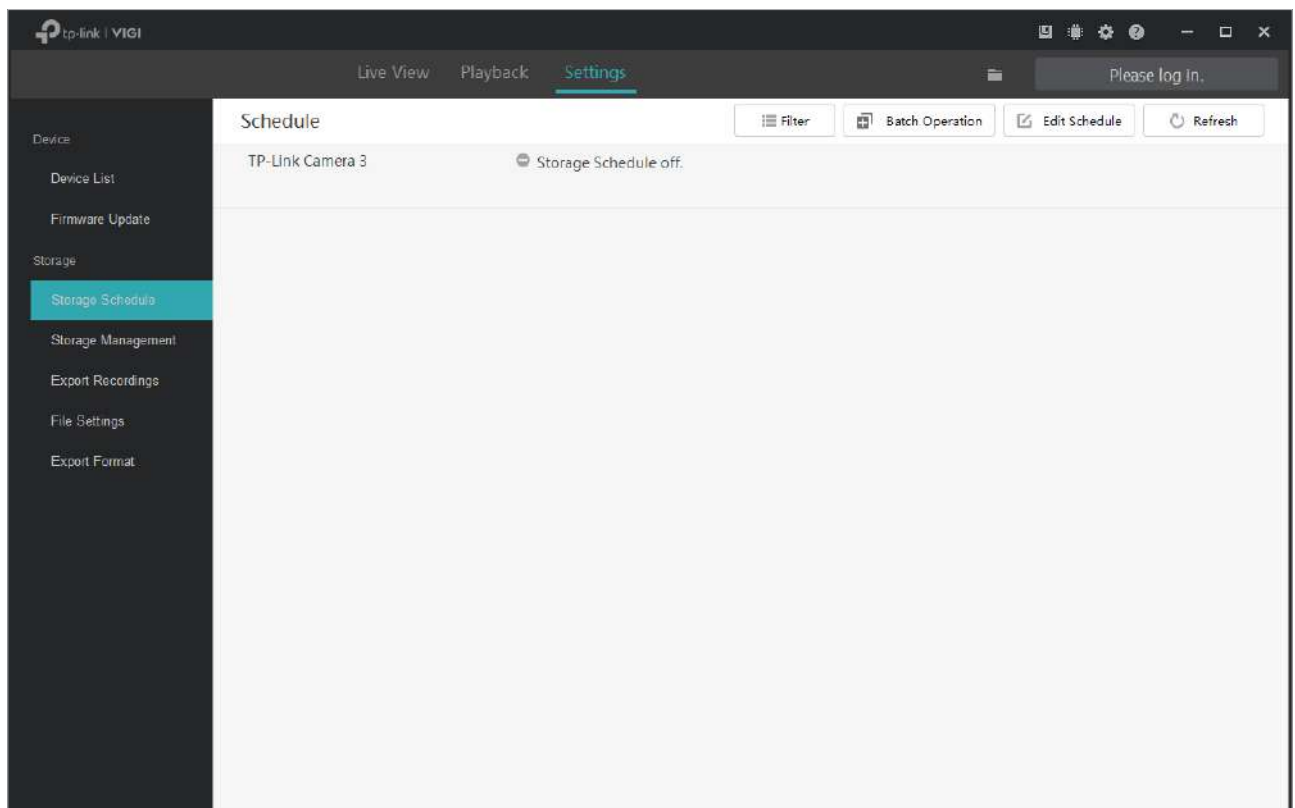 tp-link | VIGI
Live View Playback Settings Please log in.
Schedule Filter Batch Operation Edit Schedule Refresh
Device
TP-Link Camera 3 Storage Schedule off.
Device List
Firmware Update
Storage
Storage Schedule
Storage Management
Export Recordings
File Settings
Export Format